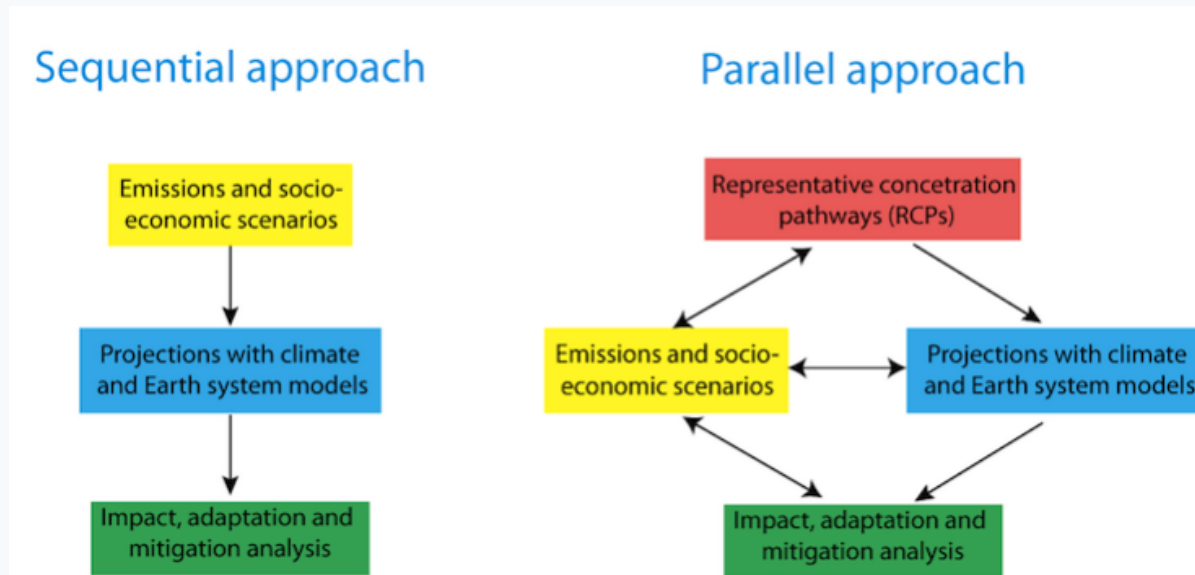 Sequential approach
Emissions and socio-
economic scenarios
Projections with climate
and Earth system models
Impact, adaptation and
mitigation analysis
Parallel approach
Representative concetration
pathways (RCPs)
Emissions and socio-
economic scenarios
Projections with climate
and Earth system models
Impact, adaptation and
mitigation analysis